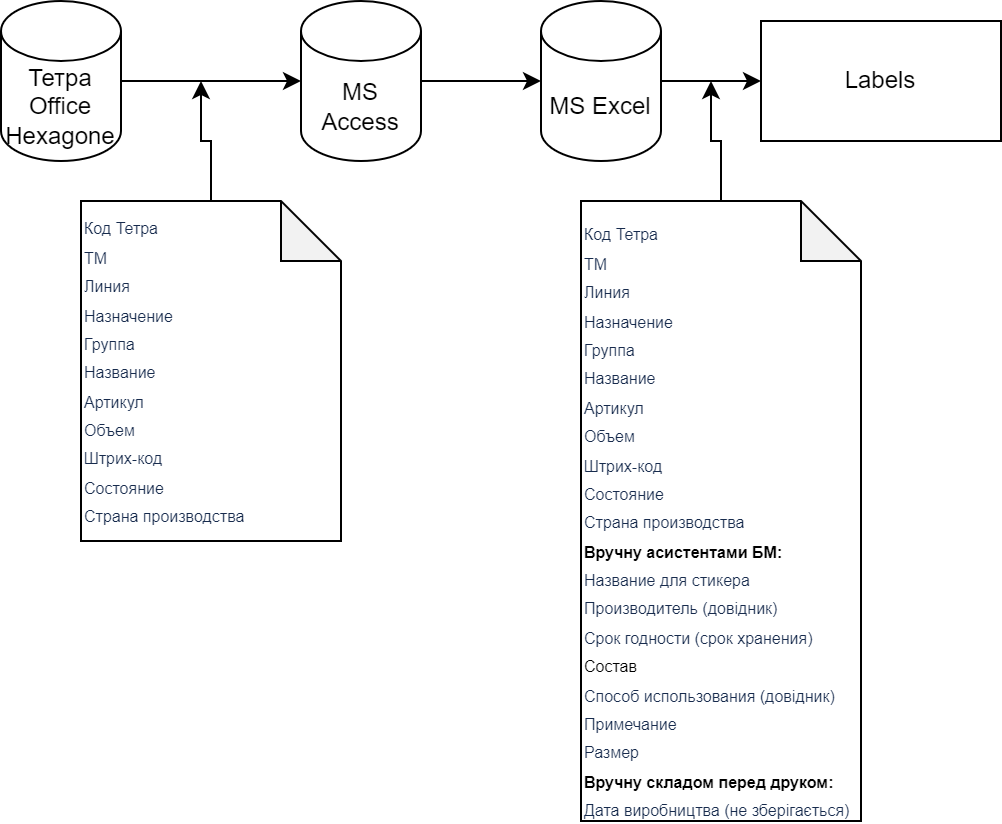 Тетра
Office
Hexagone
MS
Access
MS Excel
Labels
Код Тетра
ТМ
Линия
Назначение
Группа
Название
Артикул
Объем
Штрих-код
Состояние
Страна производства
Код Тетра
ТМ
Линия
Назначение
Группа
Название
Артикул
Объем
Штрих-код
Состояние
Страна производства
Вручну асистентами БМ:
Название для стикера
Производитель (довідник)
Срок годности (срок хранения)
Состав
Способ использования (довідник)
Примечание
Размер
Вручну складом перед друком:
Дата виробництва (не зберігається)